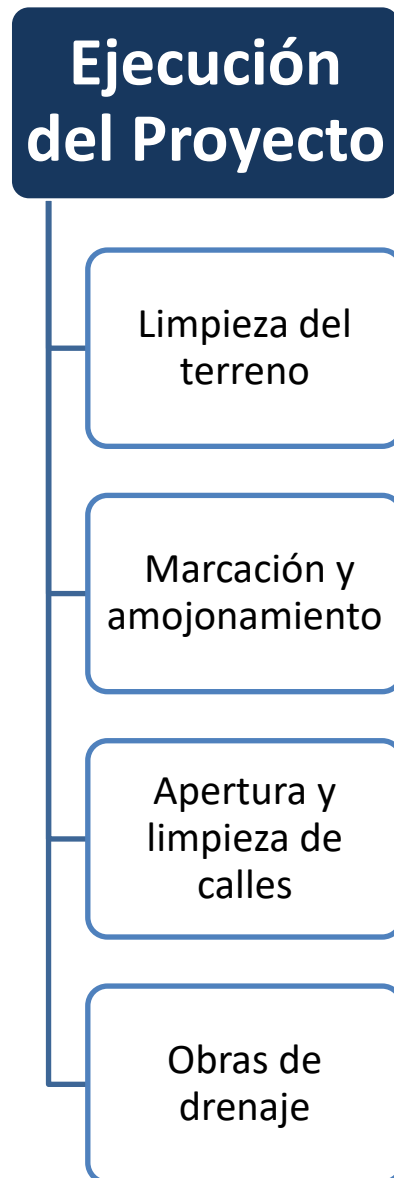 Ejecución
del Proyecto
Limpieza del
terreno
Marcación y
amojonamiento
Apertura y
limpieza de
calles
Obras de
drenaje